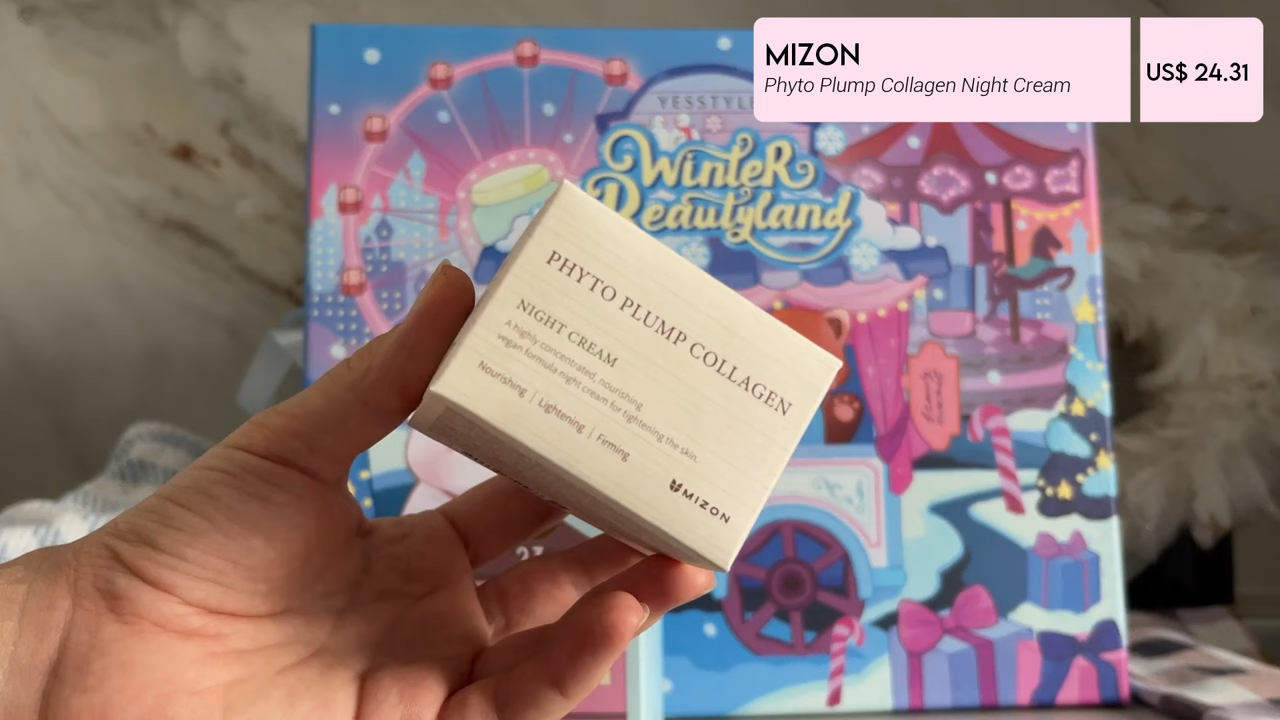 MIZON
Phyto Plump Collagen Night Cream
US$ 24.31
YESSTYLE
Winter
Beautyland
PHYTO PLUMP COLLAGEN
NIGHT CREAM
A highly concentrated, nourishing
vegan formula night cream for tightening the skin.
Nourishing | Lightening | Firming
MIZON
23